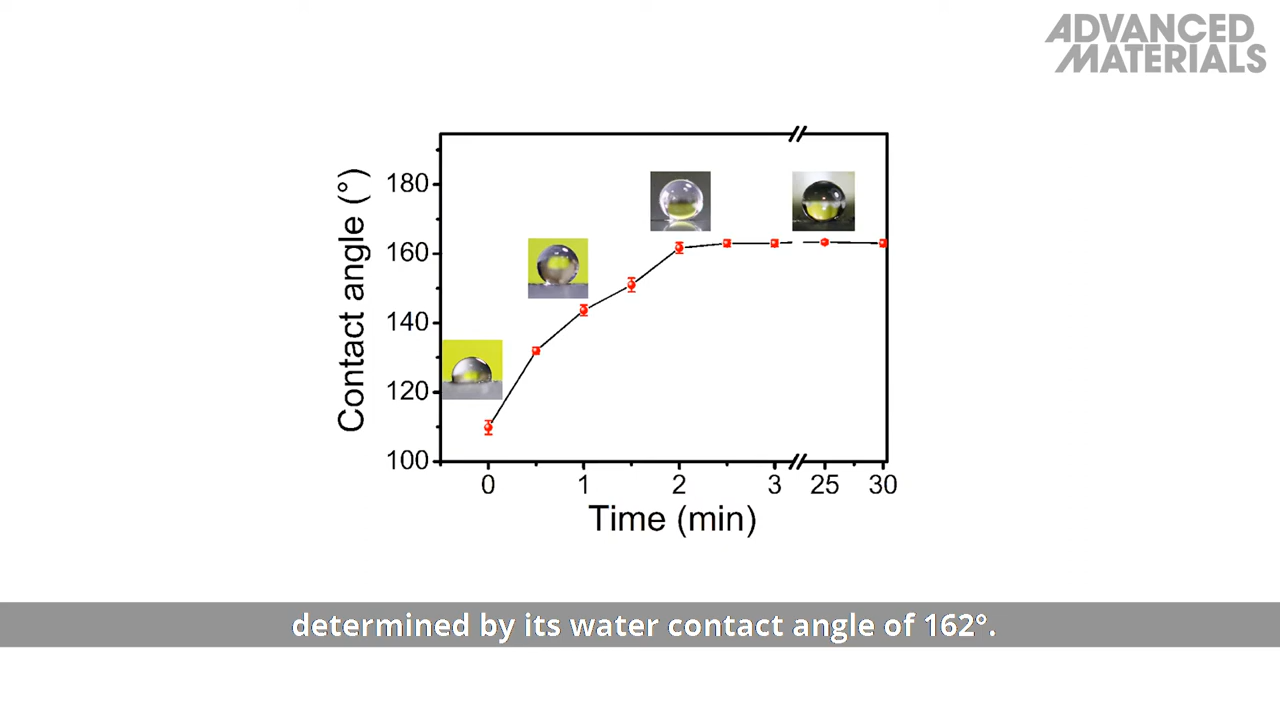 ADVANCED
MATERIALS
Contact angle (°)
180
160
140
120
100
0 1 2 3 25 30
Time (min)
determined by its water contact angle of 162°.